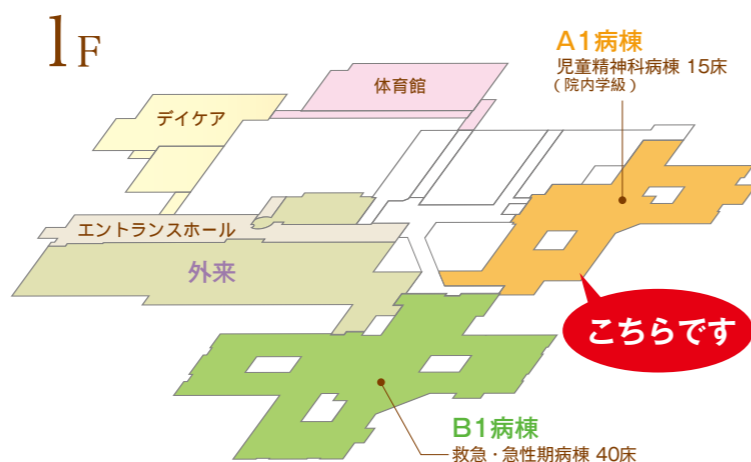 1F
A1病棟
児童精神科病棟 15床
(院内学級)
体育館
デイケア
エントランスホール
外来
こちらです
B1病棟
救急・急性期病棟 40床